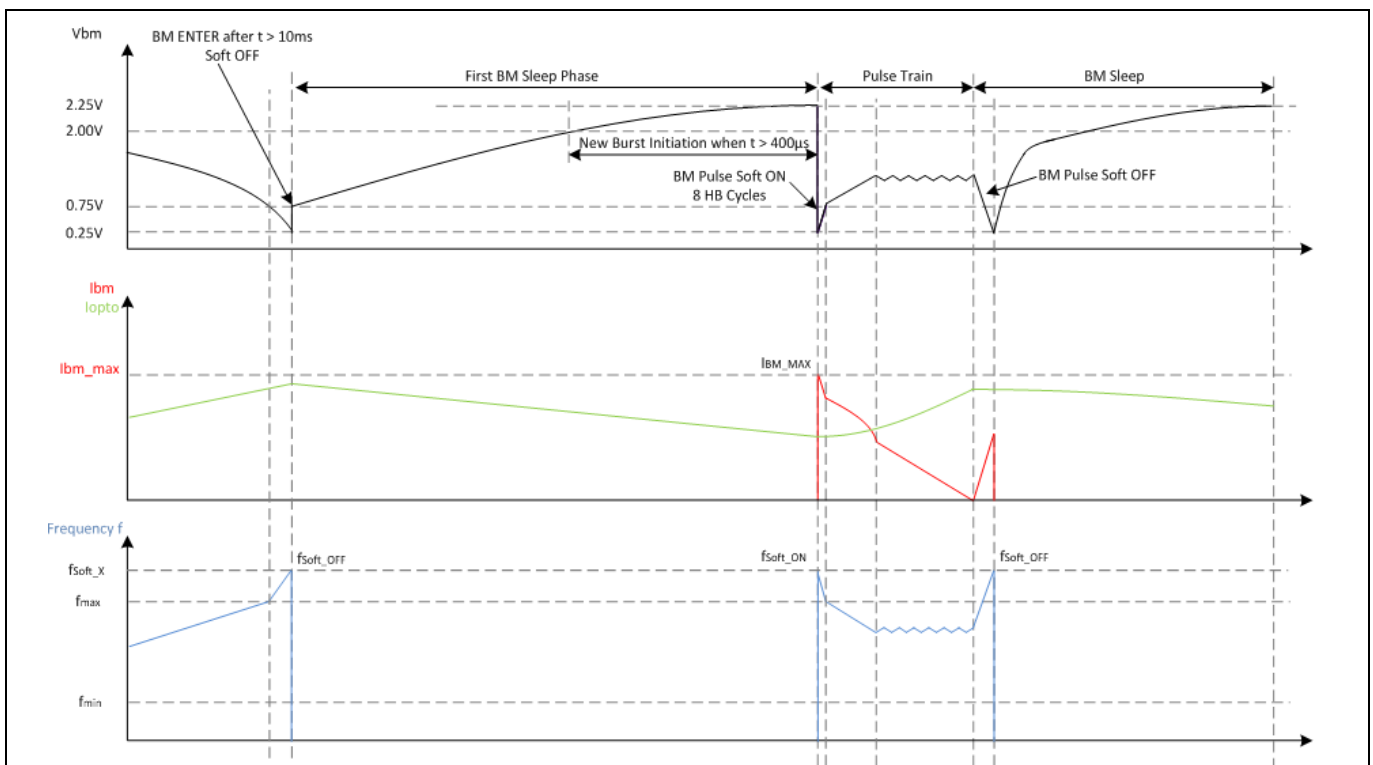 Vbm
BM ENTER after t > 10ms
Soft OFF
First BM Sleep Phase
Pulse Train
BM Sleep
2.25V
2.00V
New Burst Initiation when t > 400µs
BM Pulse Soft ON
8 HB Cycles
BM Pulse Soft OFF
0.75V
0.25V
Ibm
Iopto
Ibm_max
IBM_MAX
Frequency f
fSoft_OFF
fSoft_ON
fSoft_OFF
fSoft_X
fmax
fmin